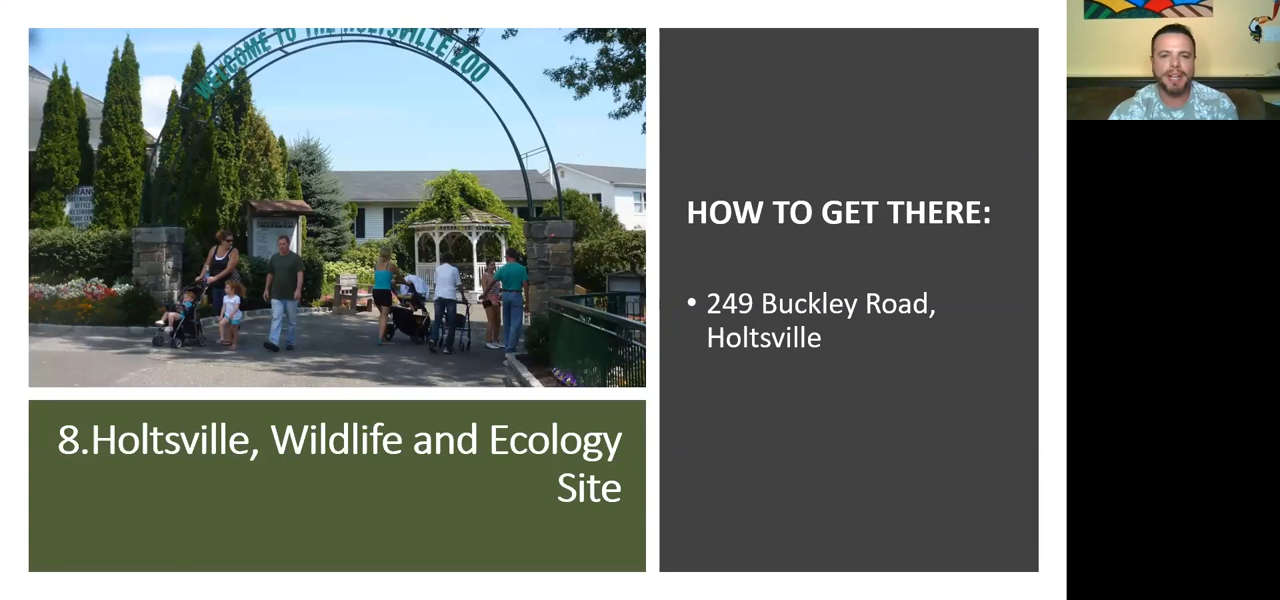 WELCOME TO THE HOLTSVILLE ZOO
HOW TO GET THERE:
• 249 Buckley Road,
Holtsville
8.Holtsville, Wildlife and Ecology
Site